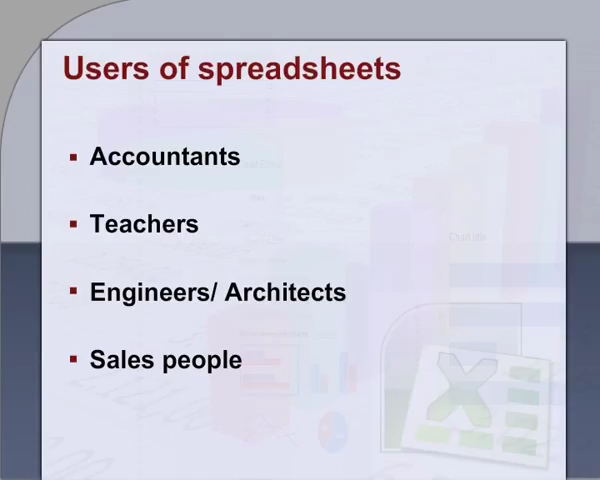 Users of spreadsheets
Accountants
Teachers
Engineers/ Architects
Sales people